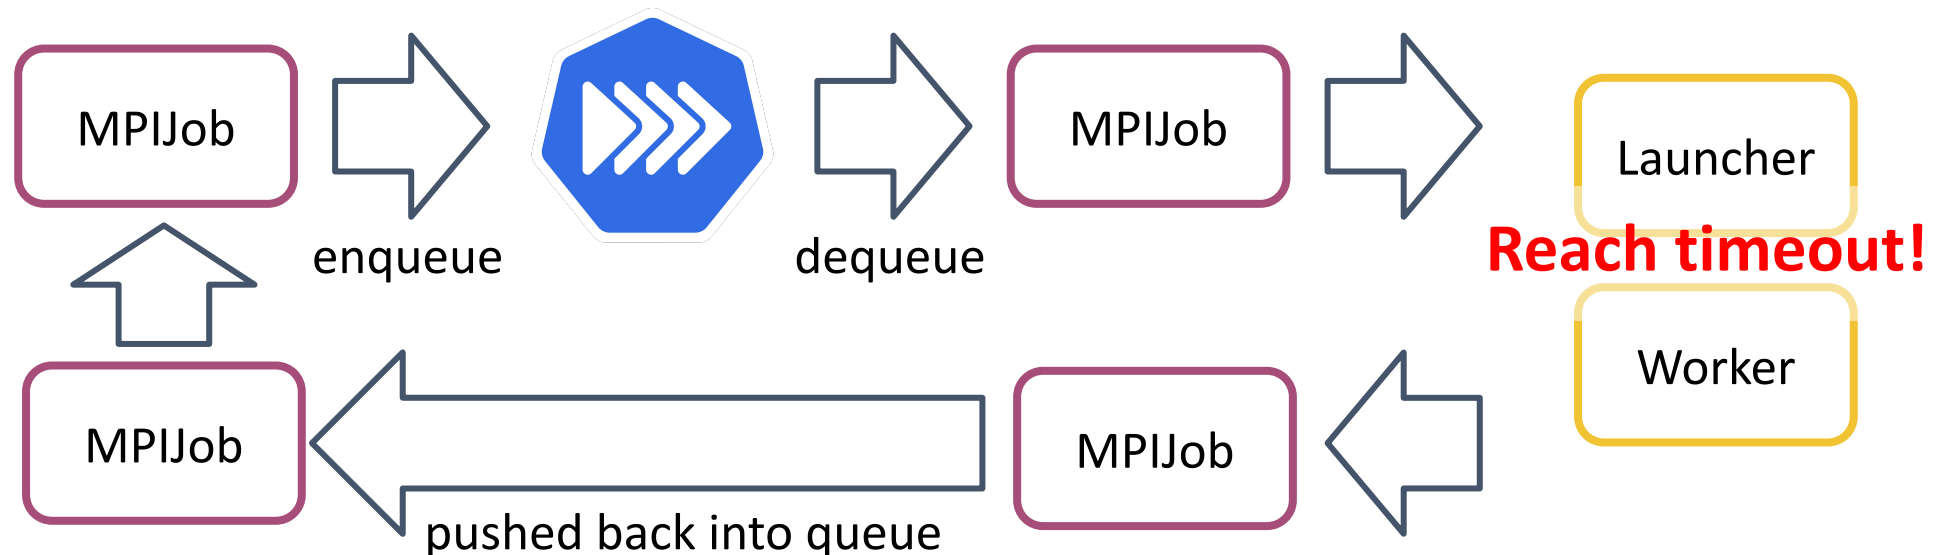 MPIJob
enqueue
dequeue
MPIJob
Launcher
Reach timeout!
Worker
MPIJob
pushed back into queue
MPIJob